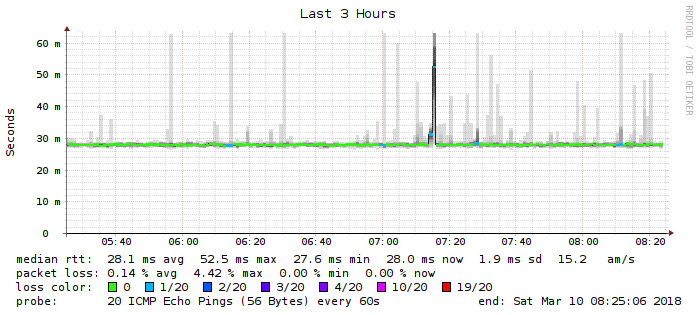 Last 3 Hours
RRDTOOL / TOBI OETIKER
Seconds
60 m
50 m
40 m
30 m
20 m
10 m
0
05:40 06:00 06:20 06:40 07:00 07:20 07:40 08:00 08:20
median rtt: 28.1 ms avg 52.5 ms max 27.6 ms min 28.0 ms now 1.9 ms sd 15.2 am/s
packet loss: 0.14 % avg 4.42 % max 0.00 % min 0.00 % now
loss color: 0 1/20 2/20 3/20 4/20 10/20 19/20
probe: 20 ICMP Echo Pings (56 Bytes) every 60s end: Sat Mar 10 08:25:06 2018